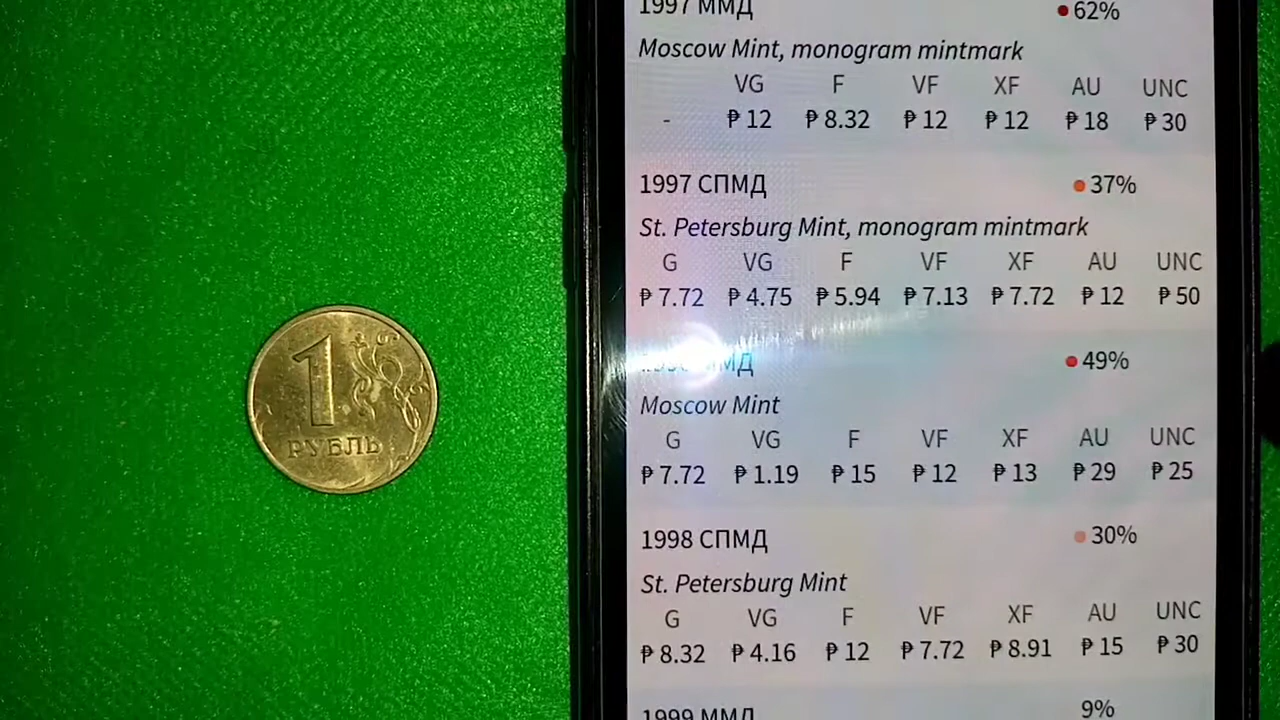 1
РУБЛЬ
1997 ММД 62%
Moscow Mint, monogram mintmark
VG F VF XF AU UNC
- ₱ 12 ₱ 8.32 ₱ 12 ₱ 12 ₱ 18 ₱ 30
1997 СПМД 37%
St. Petersburg Mint, monogram mintmark
G VG F VF XF AU UNC
₱ 7.72 ₱ 4.75 ₱ 5.94 ₱ 7.13 ₱ 7.72 ₱ 12 ₱ 50
49%
Moscow Mint
G VG F VF XF AU UNC
₱ 7.72 ₱ 1.19 ₱ 15 ₱ 12 ₱ 13 ₱ 29 ₱ 25
1998 СПМД 30%
St. Petersburg Mint
G VG F VF XF AU UNC
₱ 8.32 ₱ 4.16 ₱ 12 ₱ 7.72 ₱ 8.91 ₱ 15 ₱ 30
1999 ММД 9%